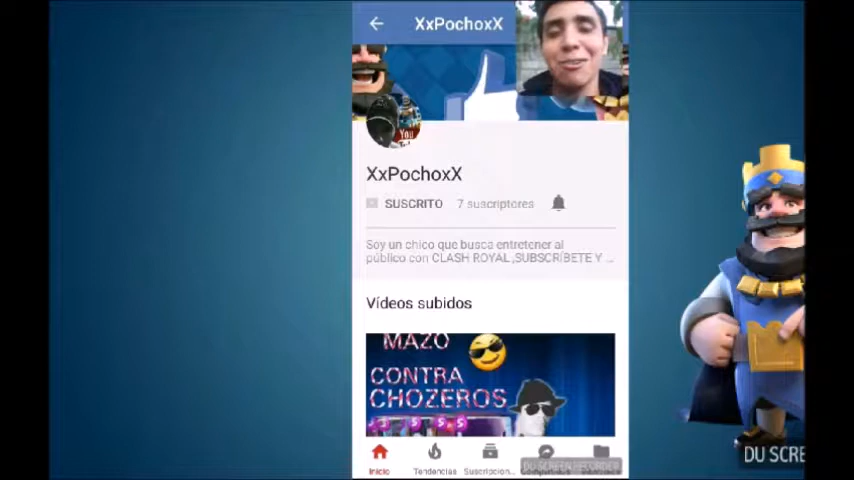 XxPochoxX
You
XxPochoxX
SUSCRITO 7 suscriptores
Soy un chico que busca entretener al
público con CLASH ROYAL ,SUBSCRÍBETE Y ...
Vídeos subidos
MAZO
CONTRA
CHOZEROS
Inicio Tendencias Suscripcion...
DU SCREEN RECORDER
DU SCRE